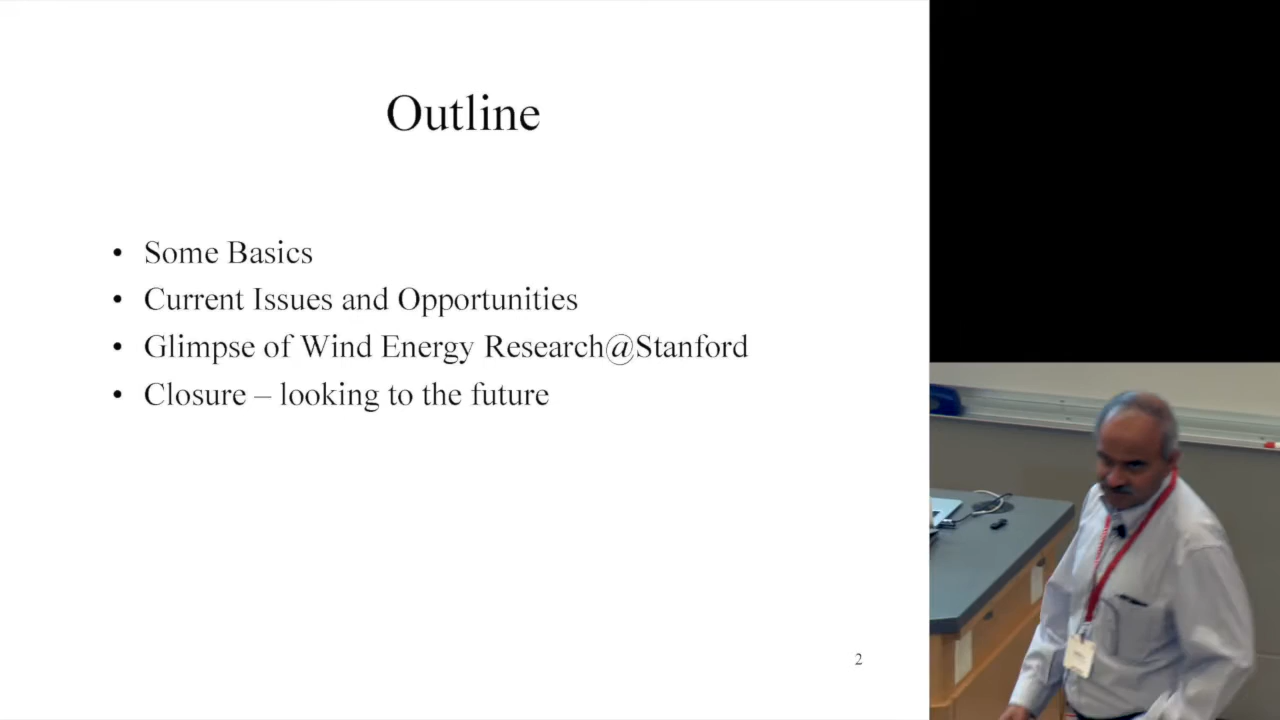 Outline
• Some Basics
• Current Issues and Opportunities
• Glimpse of Wind Energy Research@Stanford
• Closure – looking to the future
2